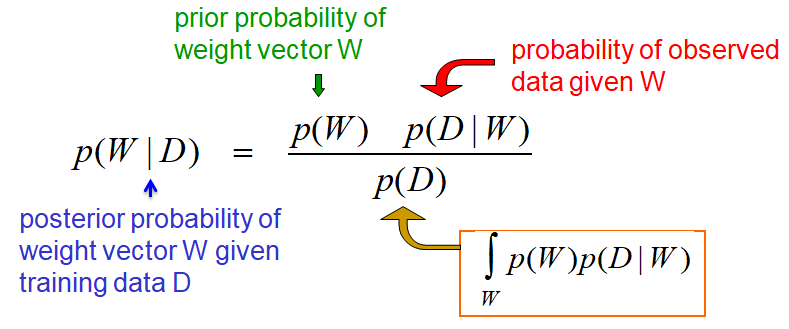 prior probability of
weight vector W
probability of observed
data given W
p(W) p(D | W)
p(W | D) =
p(D)
posterior probability of
weight vector W given
training data D
∫ p(W)p(D | W)
W